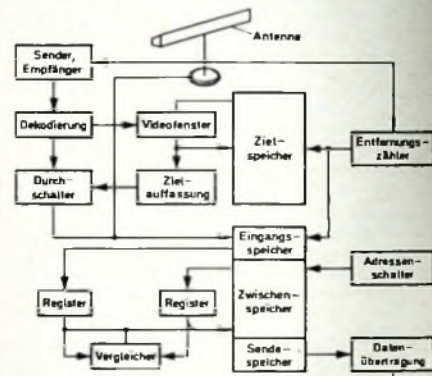 Antenne
Sender,
Empfänger
Dekodierung
Videofenster
Ziel-
speicher
Entfernungs-
zähler
Durch-
schalter
Ziel-
auffassung
Eingangs-
speicher
Adressen-
schalter
Register
Register
Zwischen-
speicher
Vergleicher
Sende-
speicher
Daten-
übertragung